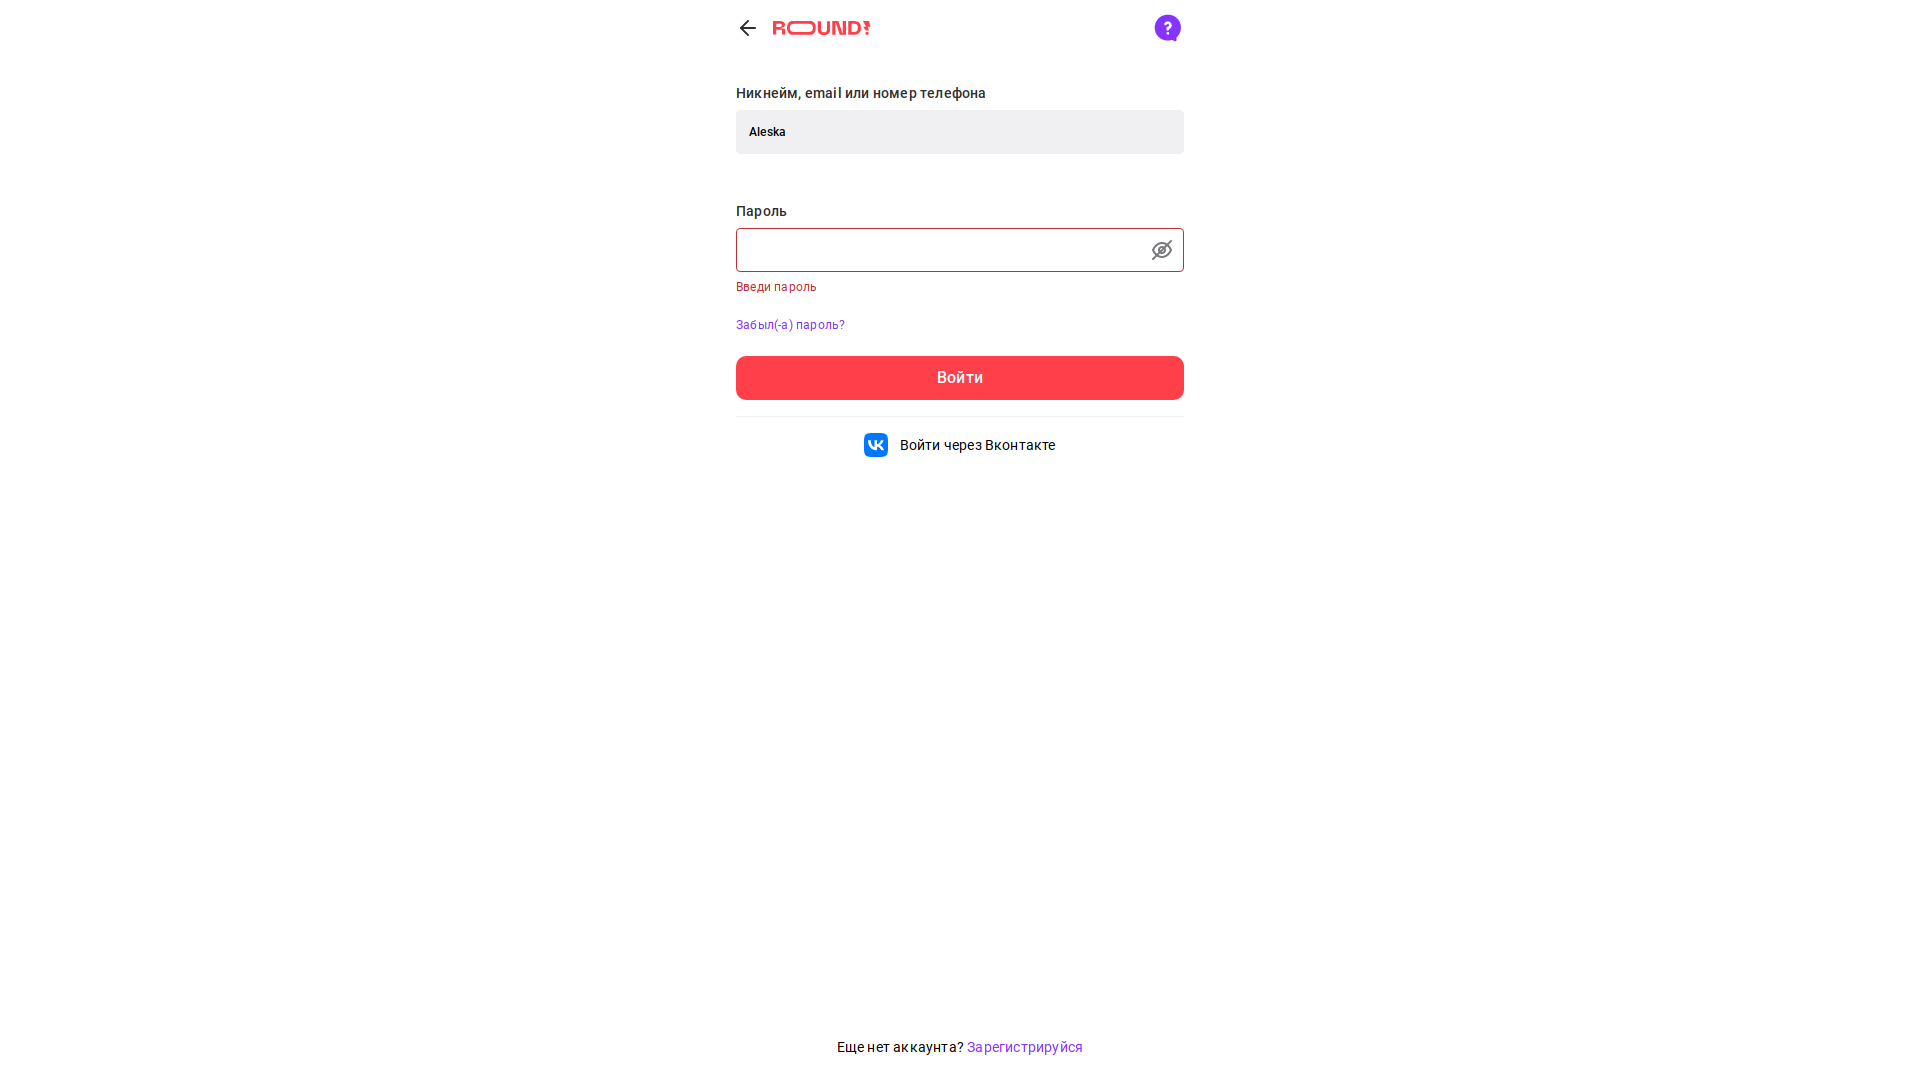 ROUND!
Никнейм, email или номер телефона
Aleska
Пароль
Введи пароль
Забыл(-а) пароль?
Войти
Войти через Вконтакте
Еще нет аккаунта? Зарегистрируйся